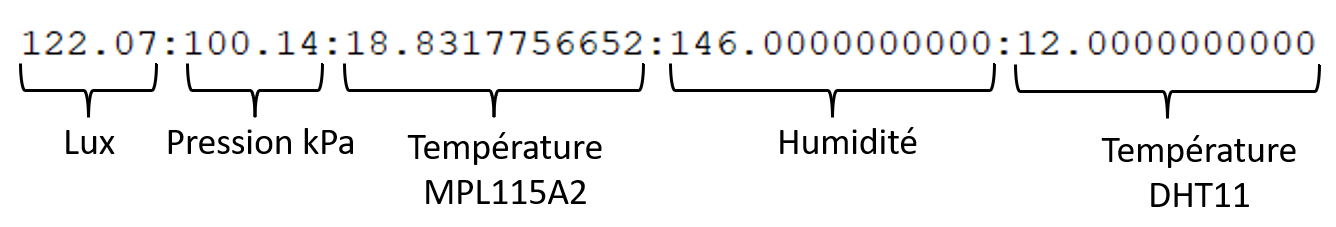 122.07:100.14:18.8317756652:146.0000000000:12.0000000000
Lux
Pression kPa
Température
MPL115A2
Humidité
Température
DHT11